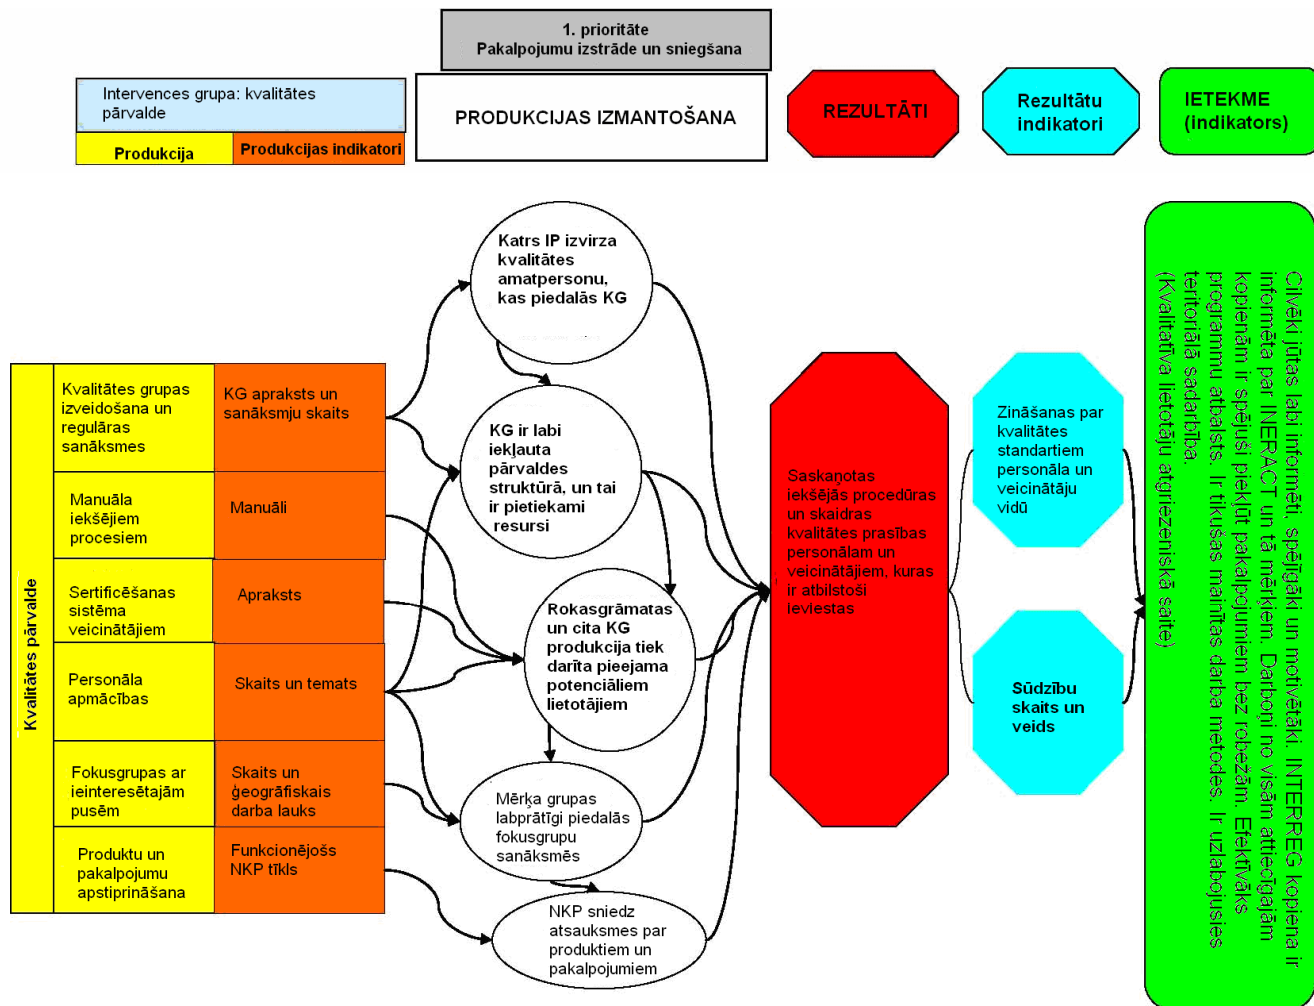 1. prioritāte
Pakalpojumu izstrāde un sniegšana
Intervences grupa: kvalitātes
pārvalde
Produkcija
Produkcijas indikatori
PRODUKCIJAS IZMANTOŠANA
REZULTĀTI
Rezultātu
indikatori
IETEKME
(indikators)
Kvalitātes pārvalde
Kvalitātes grupas
izveidošana un
regulāras
sanāksmes
KG apraksts un
sanāksmju skaits
Manuāla
iekšējiem
procesiem
Manuāli
Sertificēšanas
sistēma
veicinātājiem
Apraksts
Personāla
apmācības
Skaits un temats
Fokusgrupas ar
ieinteresētajām
pusēm
Skaits un
ģeogrāfiskais
darba lauks
Produktu un
pakalpojumu
apstiprināšana
Funkcionējošs
NKP tīkls
Katrs IP izvirza
kvalitātes
amatpersonu,
kas piedalās KG
KG ir labi
iekļauta
pārvaldes
struktūrā, un tai
ir pietiekami
resursi
Rokasgrāmatas
un cita KG
produkcija tiek
darīta pieejama
potenciāliem
lietotājiem
Mērķa grupas
labprātīgi piedalās
fokusgrupu
sanāksmēs
NKP sniedz
atsauksmes par
produktiem un
pakalpojumiem
Saskaņotas
iekšējās procedūras
un skaidras
kvalitātes prasības
personālam un
veicinātājiem, kuras
ir atbilstoši
ieviestas
Zināšanas par
kvalitātes
standartiem
personāla un
veicinātāju
vidū
Sūdzību
skaits un
veids
Cilvēki jūtas labi informēti, spējīgāki un motivētāki. INTERREG kopiena ir
informēta par INERACT un tā mērķiem. Darboņi no visām attiecīgajām
kopienām ir spējuši piekļūt pakalpojumiem bez robežām. Efektīvāks
programmu atbalsts. Ir tikušas mainītas darba metodes. Ir uzlabojusies
teritoriālā sadarbība.
(Kvalitatīva lietotāju atgriezeniskā saite)